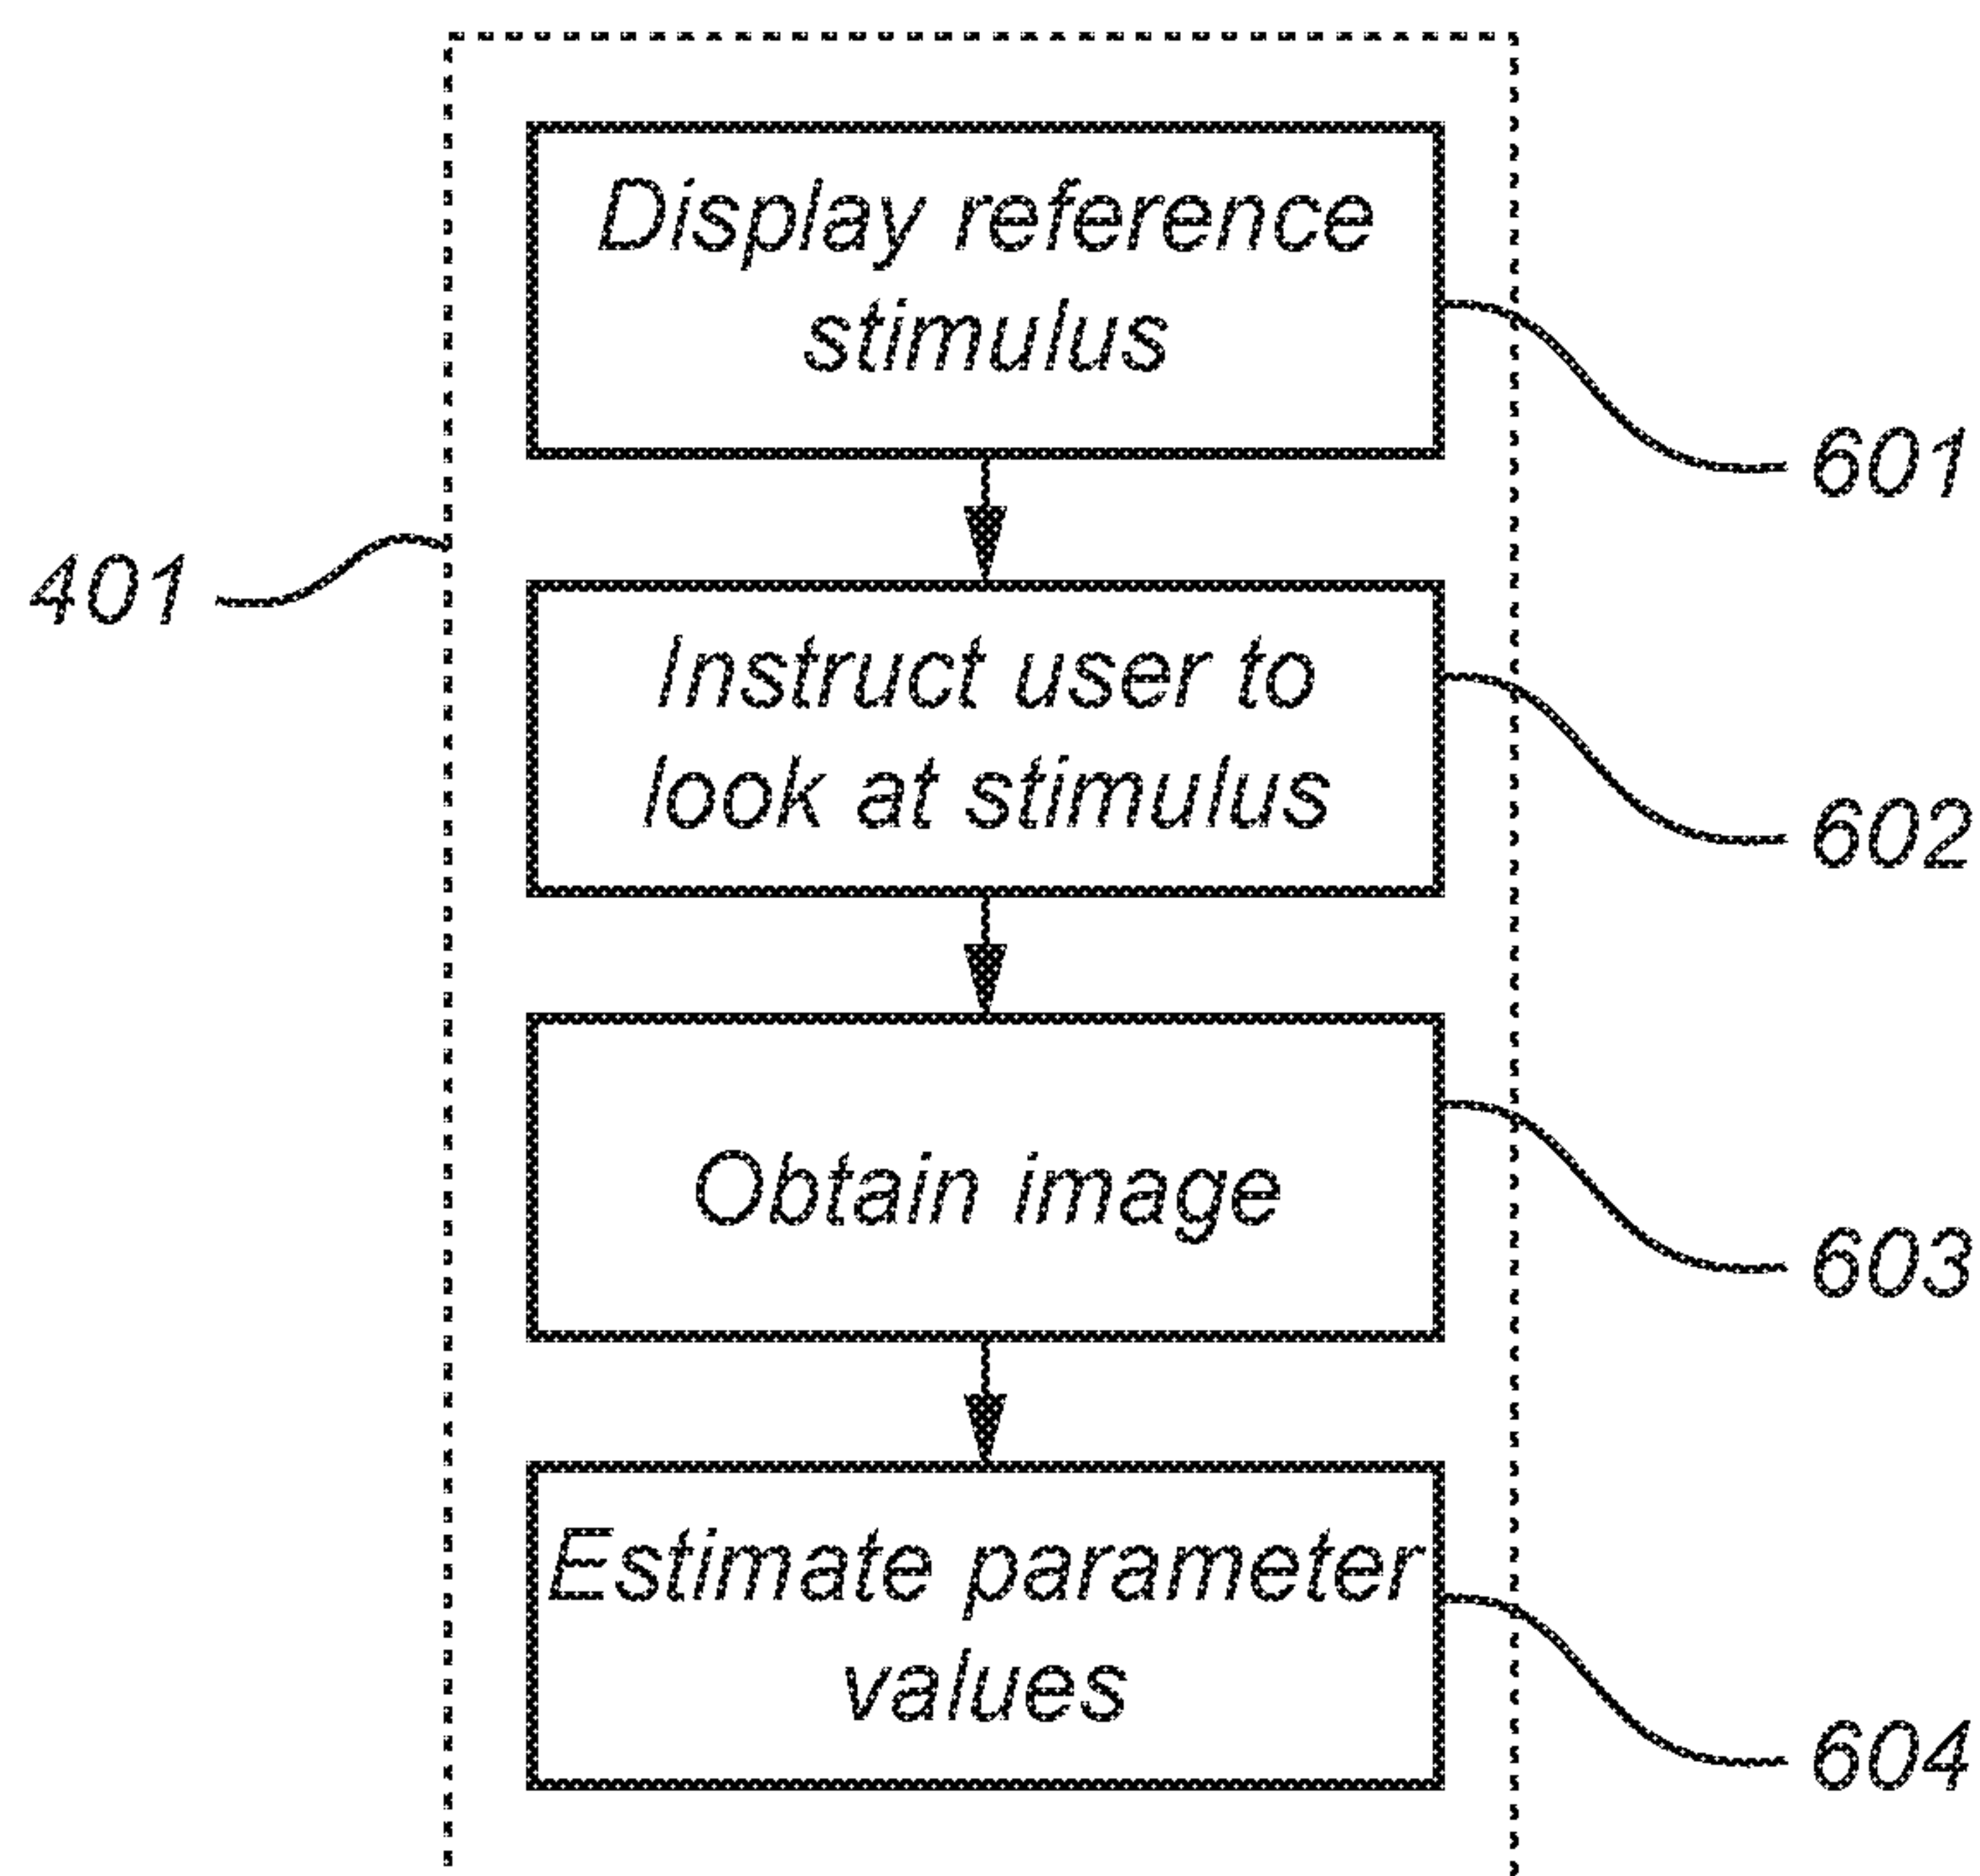 Display reference
stimulus
601
401
Instruct user to
look at stimulus
602
Obtain image
603
Estimate parameter
values
604